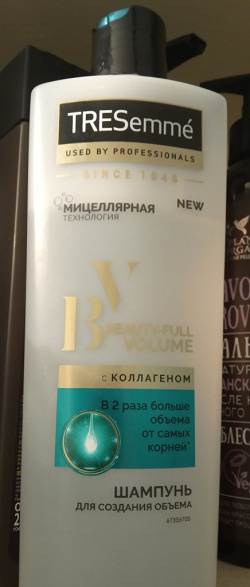 TRESemmé
USED BY PROFESSIONALS
SINCE 1948
МИЦЕЛЛЯРНАЯ
ТЕХНОЛОГИЯ
NEW
BV
BEAUTY-FULL
VOLUME
С КОЛЛАГЕНОМ
В 2 раза больше
объема
от самых
корней*
ШАМПУНЬ
ДЛЯ СОЗДАНИЯ ОБЪЕМА
67356700